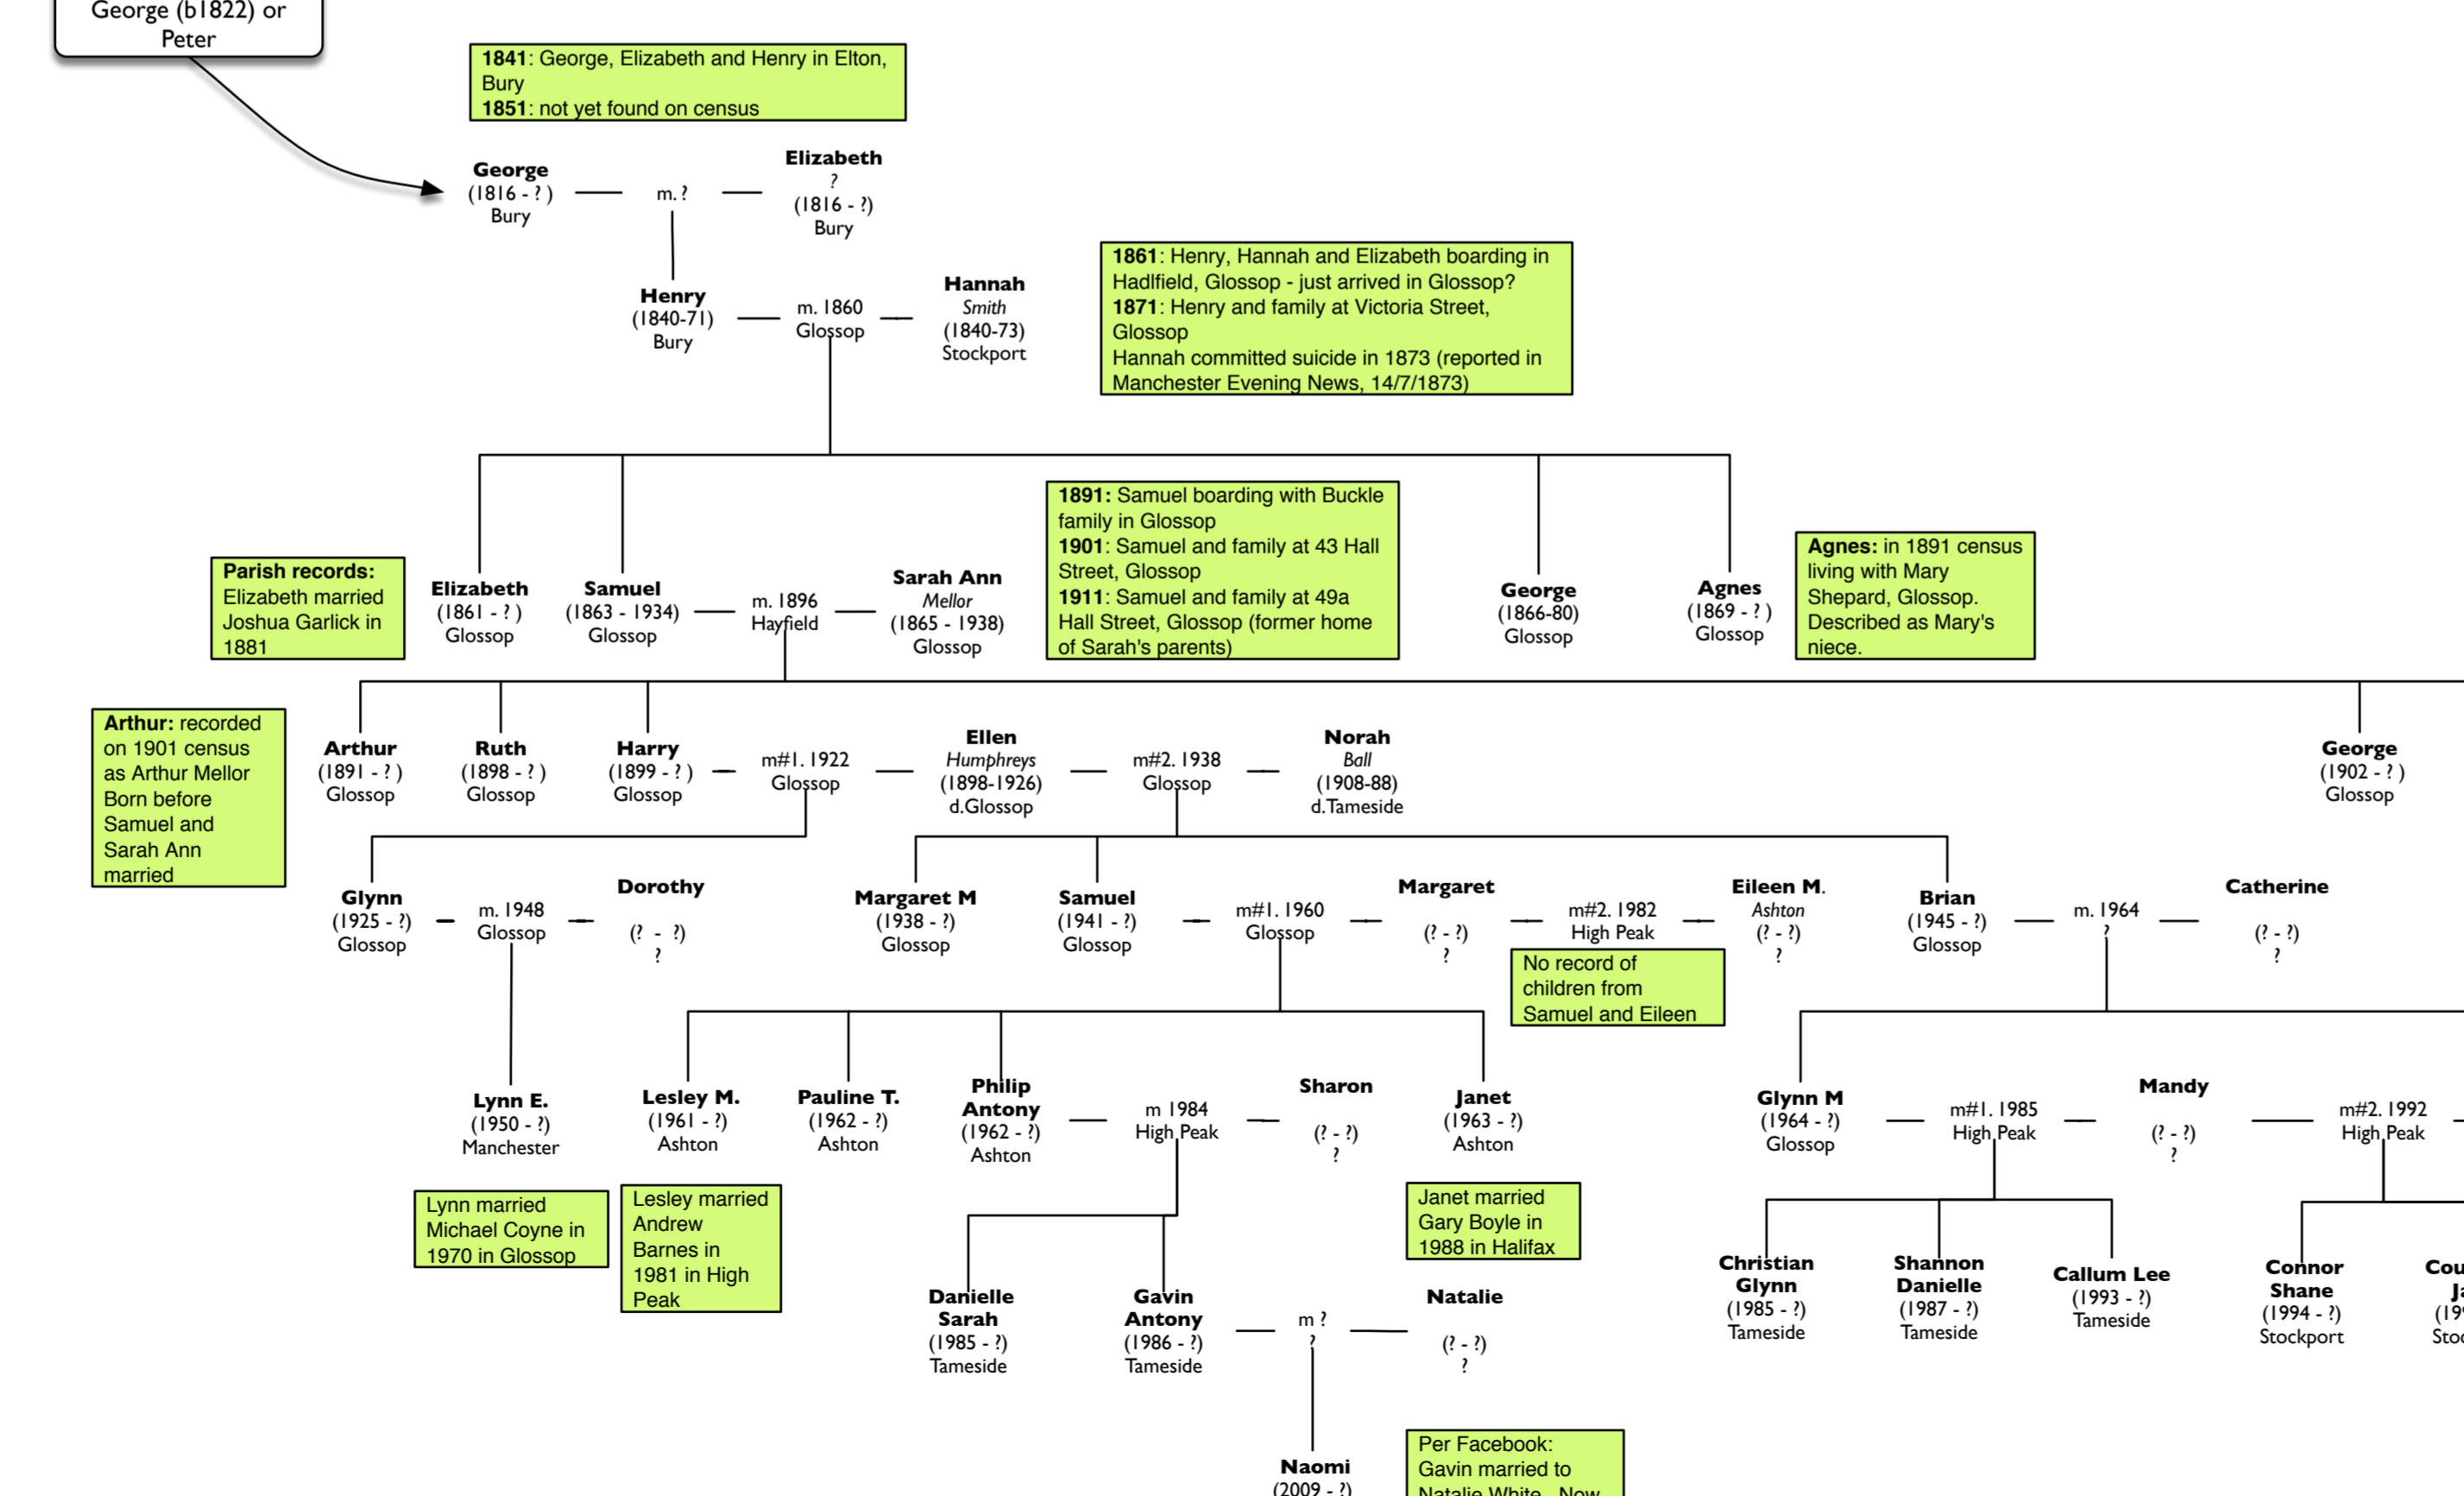 George (b1822) or
Peter
1841: George, Elizabeth and Henry in Elton,
Bury
1851: not yet found on census
George
(1816 - ? )
Bury
m. ?
Elizabeth
?
(1816 - ?)
Bury
Henry
(1840-71)
Bury
m. 1860
Glossop
Hannah
Smith
(1840-73)
Stockport
1861: Henry, Hannah and Elizabeth boarding in
Hadlfield, Glossop - just arrived in Glossop?
1871: Henry and family at Victoria Street,
Glossop
Hannah committed suicide in 1873 (reported in
Manchester Evening News, 14/7/1873)
Parish records:
Elizabeth married
Joshua Garlick in
1881
Elizabeth
(1861 - ? )
Glossop
Samuel
(1863 - 1934)
Glossop
m. 1896
Hayfield
Sarah Ann
Mellor
(1865 - 1938)
Glossop
1891: Samuel boarding with Buckle
family in Glossop
1901: Samuel and family at 43 Hall
Street, Glossop
1911: Samuel and family at 49a
Hall Street, Glossop (former home
of Sarah's parents)
George
(1866-80)
Glossop
Agnes
(1869 - ? )
Glossop
Agnes: in 1891 census
living with Mary
Shepard, Glossop.
Described as Mary's
niece.
Arthur: recorded
on 1901 census
as Arthur Mellor
Born before
Samuel and
Sarah Ann
married
Arthur
(1891 - ? )
Glossop
Ruth
(1898 - ? )
Glossop
Harry
(1899 - ? )
Glossop
m#1. 1922
Glossop
Ellen
Humphreys
(1898-1926)
d.Glossop
m#2. 1938
Glossop
Norah
Ball
(1908-88)
d.Tameside
George
(1902 - ? )
Glossop
Glynn
(1925 - ?)
Glossop
m. 1948
Glossop
Dorothy
(? - ?)
?
Margaret M
(1938 - ?)
Glossop
Samuel
(1941 - ?)
Glossop
m#1. 1960
Glossop
Margaret
(? - ?)
?
m#2. 1982
High Peak
Eileen M.
Ashton
(? - ?)
?
No record of
children from
Samuel and Eileen
Brian
(1945 - ?)
Glossop
m. 1964
?
Catherine
(? - ?)
?
Lynn E.
(1950 - ?)
Manchester
Lesley M.
(1961 - ?)
Ashton
Pauline T.
(1962 - ?)
Ashton
Philip
Antony
(1962 - ?)
Ashton
m 1984
High Peak
Sharon
(? - ?)
?
Janet
(1963 - ?)
Ashton
Glynn M
(1964 - ?)
Glossop
m#1. 1985
High Peak
Mandy
(? - ?)
?
m#2. 1992
High Peak
Lynn married
Michael Coyne in
1970 in Glossop
Lesley married
Andrew
Barnes in
1981 in High
Peak
Janet married
Gary Boyle in
1988 in Halifax
Danielle
Sarah
(1985 - ?)
Tameside
Gavin
Antony
(1986 - ?)
Tameside
m ?
?
Natalie
(? - ?)
?
Christian
Glynn
(1985 - ?)
Tameside
Shannon
Danielle
(1987 - ?)
Tameside
Callum Lee
(1993 - ?)
Tameside
Connor
Shane
(1994 - ?)
Stockport
Naomi
(2009 - ?)
Per Facebook:
Gavin married to
Natalie White. Now